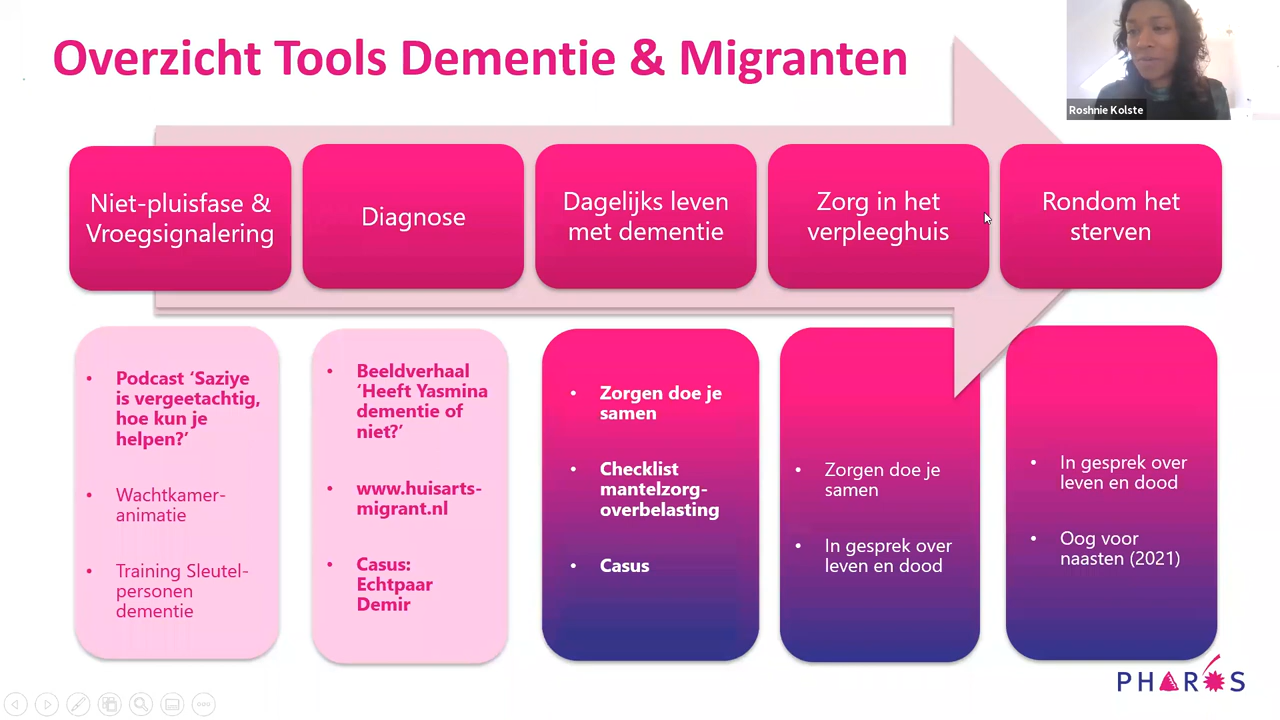 Overzicht Tools Dementie & Migranten
Roshnie Kolste
Niet-pluisfase &
Vroegsignalering
Diagnose
Dagelijks leven
met dementie
Zorg in het
verpleeghuis
Rondom het
sterven
• Podcast ‘Saziye
is vergeetachtig,
hoe kun je
helpen?’
• Wachtkamer-
animatie
• Training Sleutel-
personen
dementie
• Beeldverhaal
‘Heeft Yasmina
dementie of
niet?’
• www.huisarts-
migrant.nl
• Casus:
Echtpaar
Demir
• Zorgen doe je
samen
• Checklist
mantelzorg-
overbelasting
• Casus
• Zorgen doe je
samen
• In gesprek over
leven en dood
• In gesprek over
leven en dood
• Oog voor
naasten (2021)
PHAROS